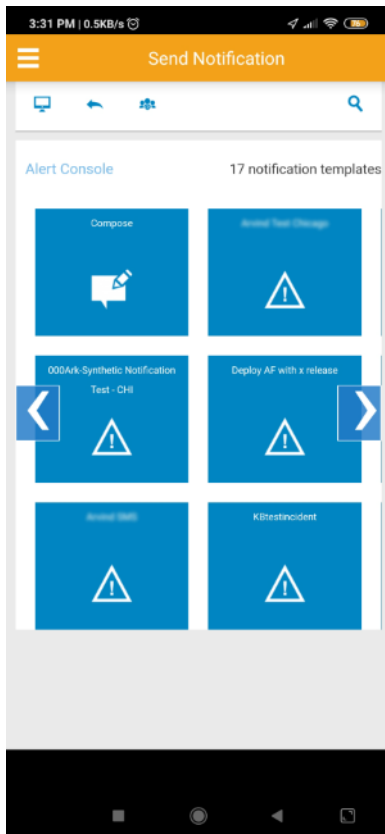 3:31 PM | 0.5KB/s
76
Send Notification
Alert Console
17 notification templates
Compose
000Ark-Synthetic Notification
Test - CHI
Deploy AF with x release
KBtestincident